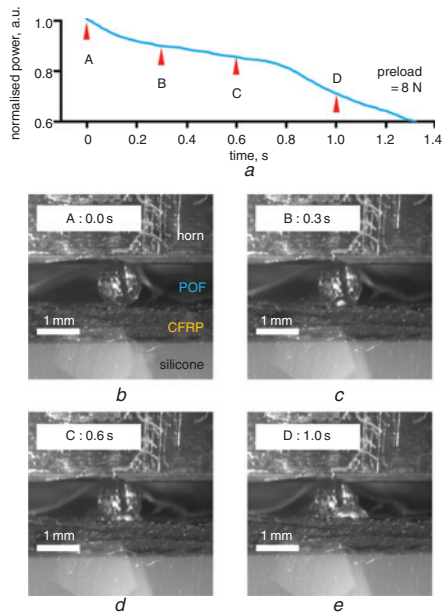 normalised power, a.u.
1.0
0.8
0.6
A
B
C
D
preload
= 8 N
0 0.2 0.4 0.6 0.8 1.0 1.2 1.4
time, s
a
A : 0.0 s
horn
POF
1 mm
CFRP
silicone
b
B : 0.3 s
1 mm
c
C : 0.6 s
1 mm
d
D : 1.0 s
1 mm
e